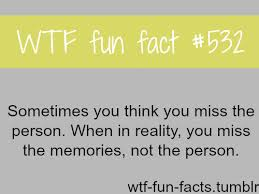 WTF fun fact #532
Sometimes you think you miss the
person. When in reality, you miss
the memories, not the person.
wtf-fun-facts.tumblr